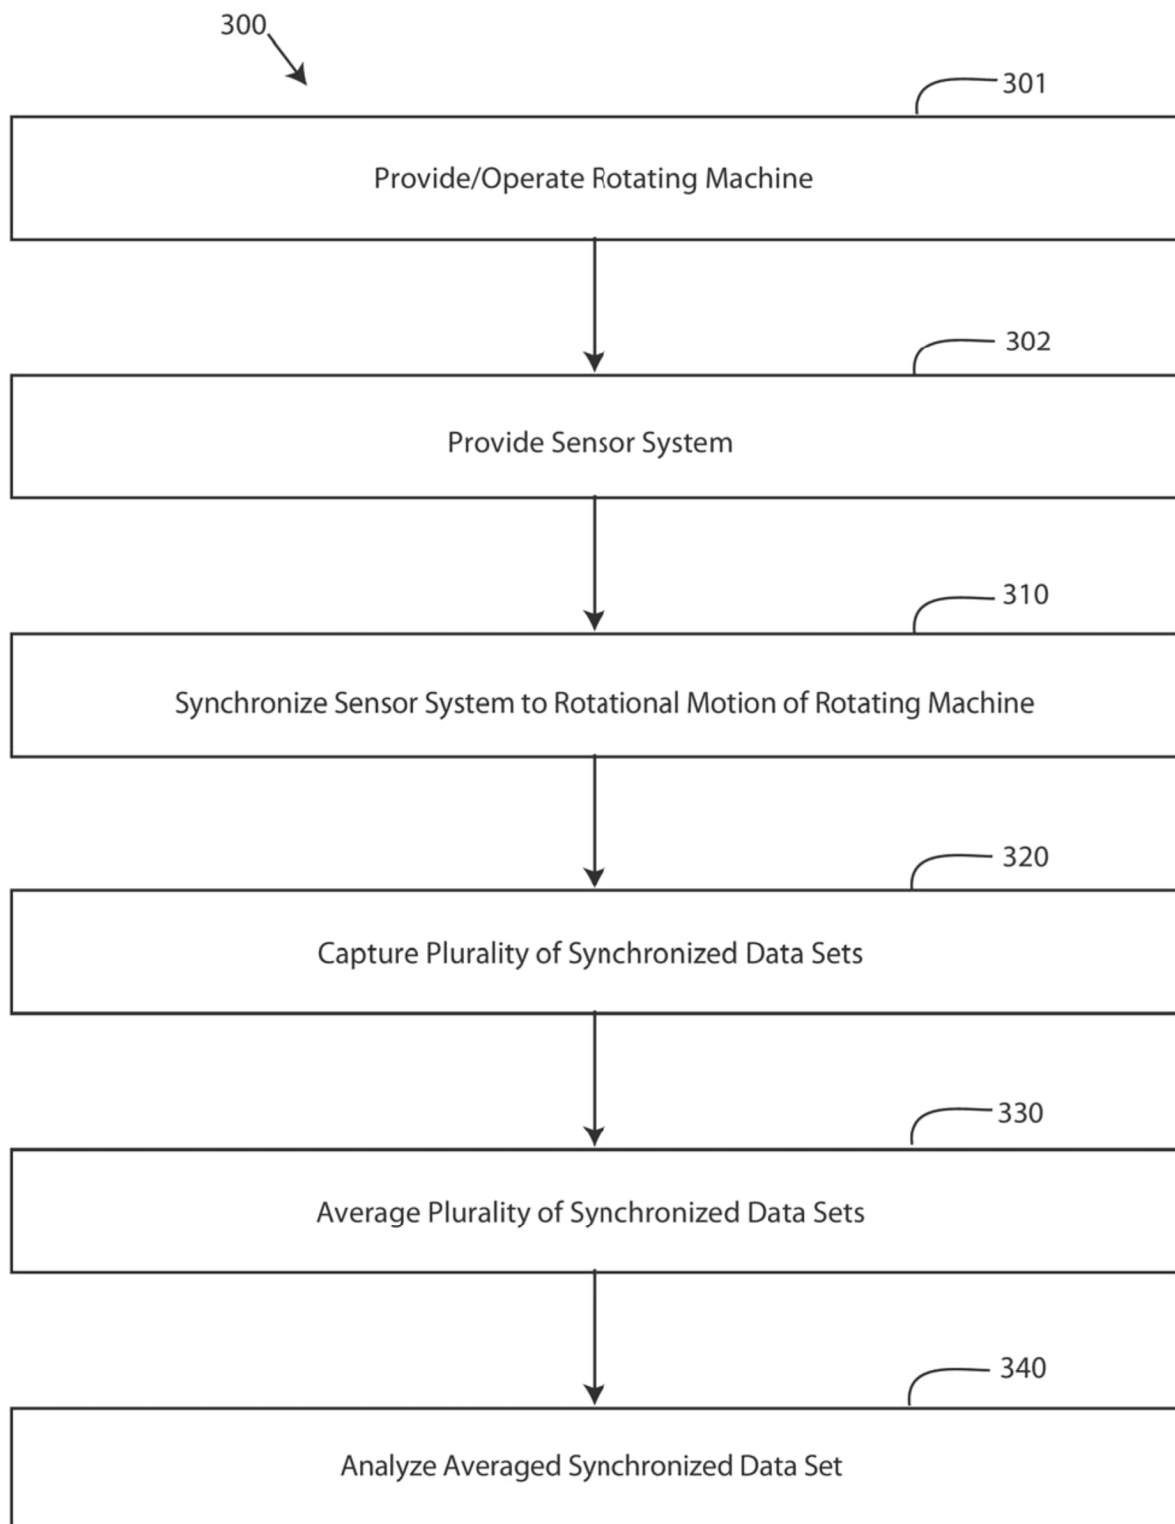 300
301
Provide/Operate Rotating Machine
302
Provide Sensor System
310
Synchronize Sensor System to Rotational Motion of Rotating Machine
320
Capture Plurality of Synchronized Data Sets
330
Average Plurality of Synchronized Data Sets
340
Analyze Averaged Synchronized Data Set